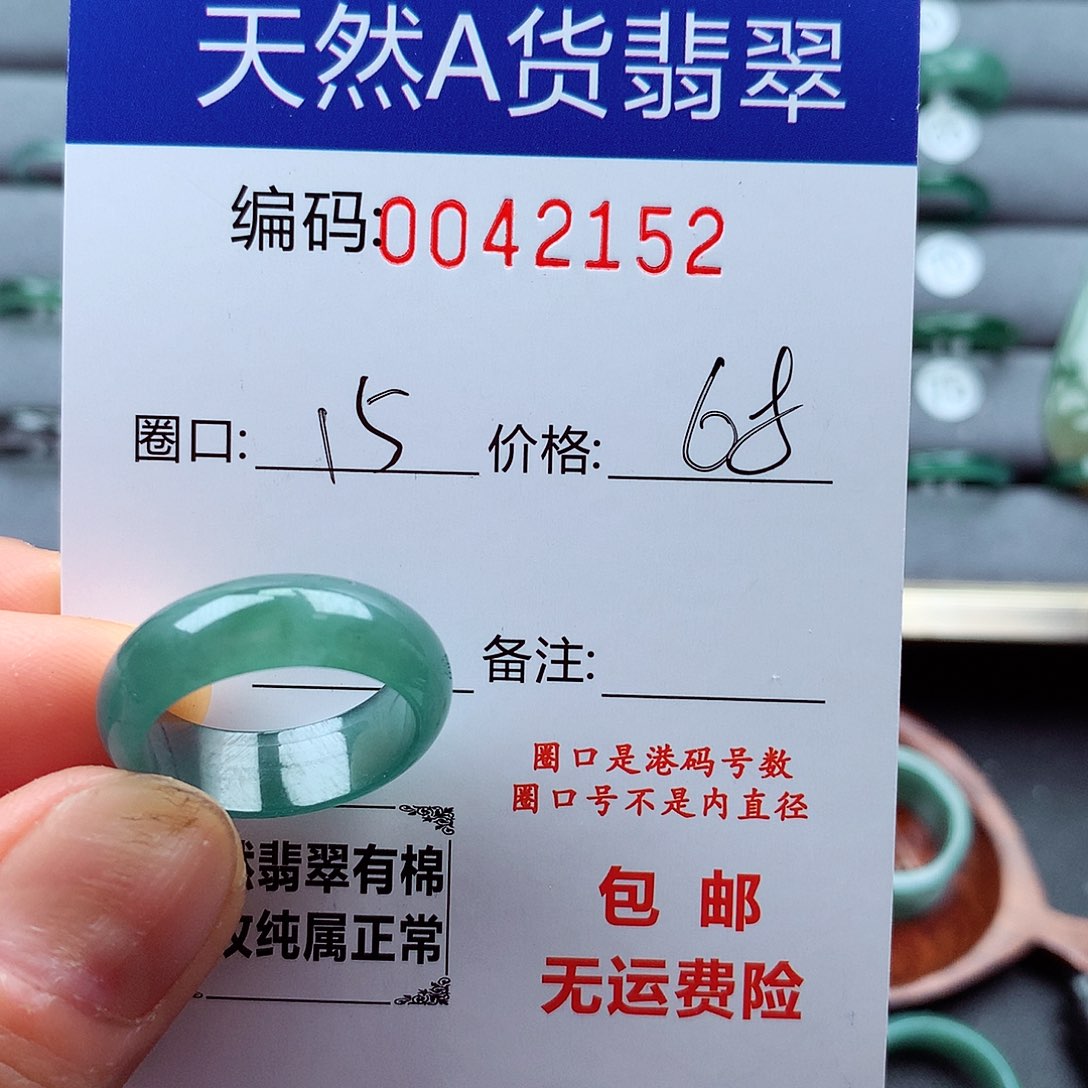 天然A货翡翠
编码:0042152
圈口: 15 价格: 68
备注:
圈口是港码号数
圈口号不是内直径
然翡翠有棉
纹纯属正常
包邮
无运费险